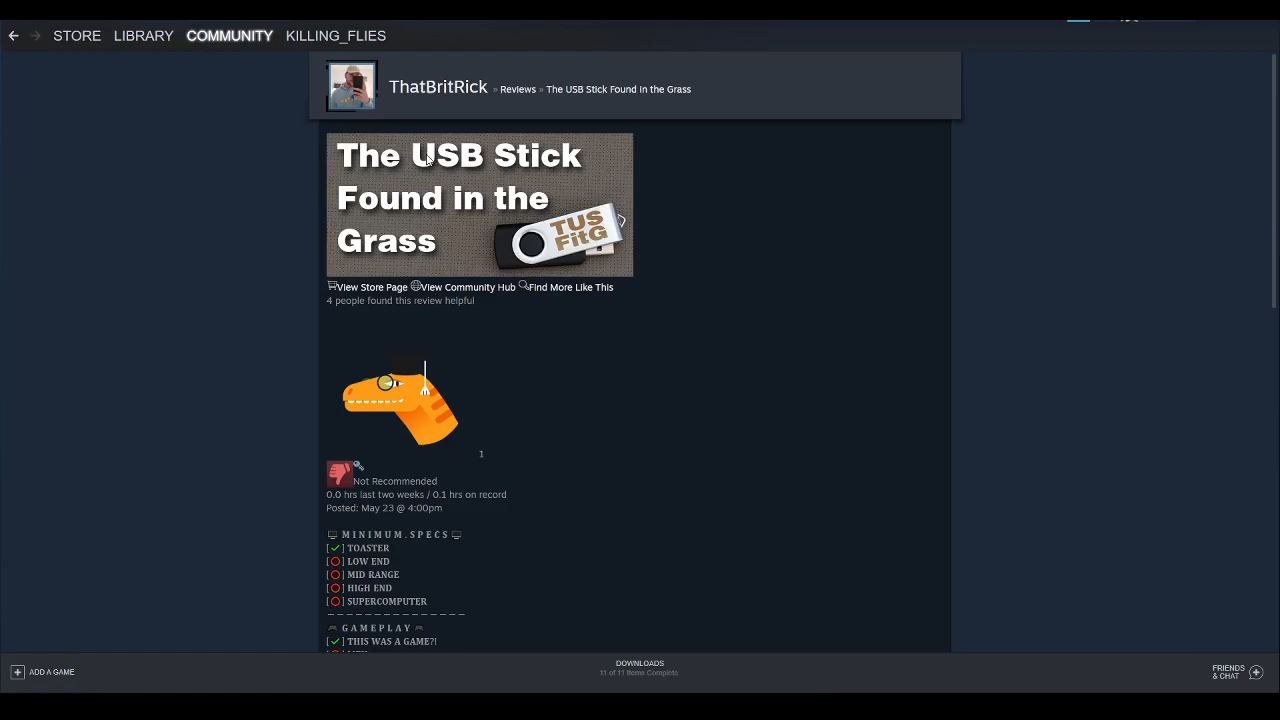 STORE LIBRARY COMMUNITY KILLING_FLIES
ThatBritRick » Reviews » The USB Stick Found in the Grass
The USB Stick
Found in the
Grass
TUS
FitG
View Store Page View Community Hub Find More Like This
4 people found this review helpful
1
Not Recommended
0.0 hrs last two weeks / 0.1 hrs on record
Posted: May 23 @ 4:00pm
M I N I M U M . S P E C S
[✓] TOASTER
[⭕] LOW END
[⭕] MID RANGE
[⭕] HIGH END
[⭕] SUPERCOMPUTER
– – – – – – – – – – – – – – –
G A M E P L A Y
[✓] THIS WAS A GAME?!
ADD A GAME
DOWNLOADS
11 of 11 Items Complete
FRIENDS
& CHAT